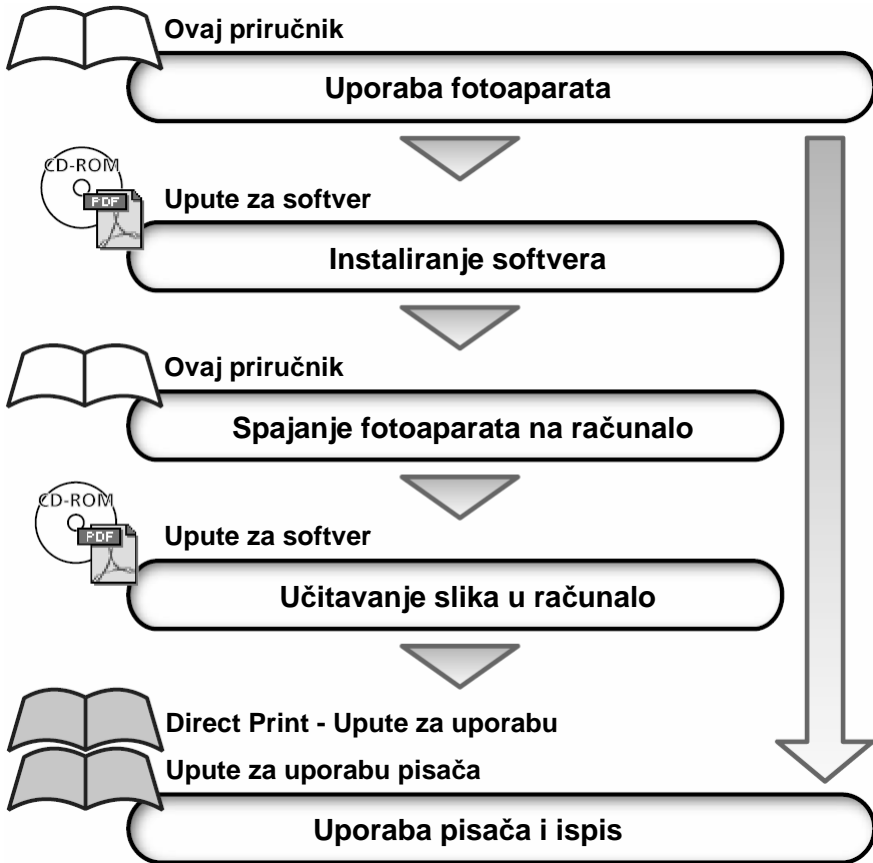 Ovaj priručnik
Uporaba fotoaparata
CD-ROM
PDF
Upute za softver
Instaliranje softvera
Ovaj priručnik
Spajanje fotoaparata na računalo
CD-ROM
PDF
Upute za softver
Učitavanje slika u računalo
Direct Print - Upute za uporabu
Upute za uporabu pisača
Uporaba pisača i ispis